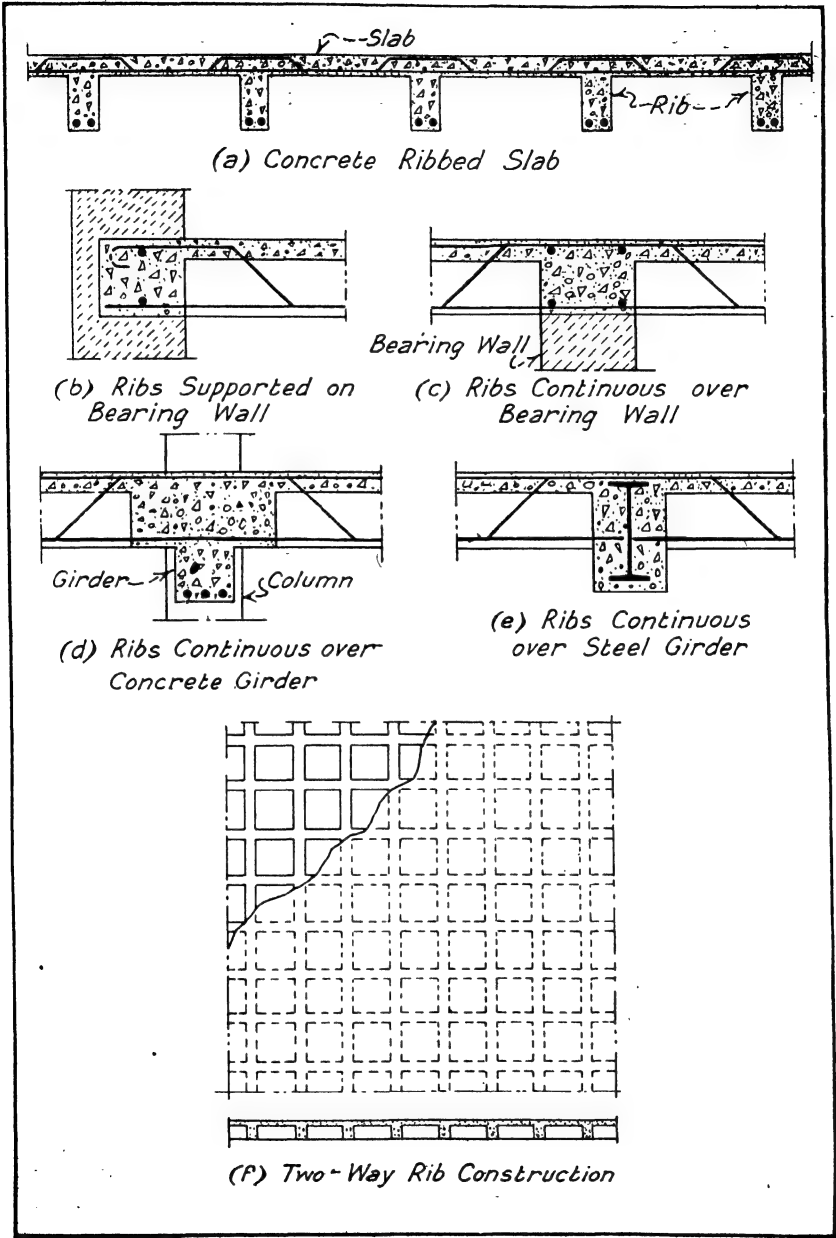 Slab
Rib
(a) Concrete Ribbed Slab
Bearing Wall
(b) Ribs Supported on
Bearing Wall
(c) Ribs Continuous over
Bearing Wall
Girder
Column
(d) Ribs Continuous over
Concrete Girder
(e) Ribs Continuous
over Steel Girder
(f) Two-Way Rib Construction